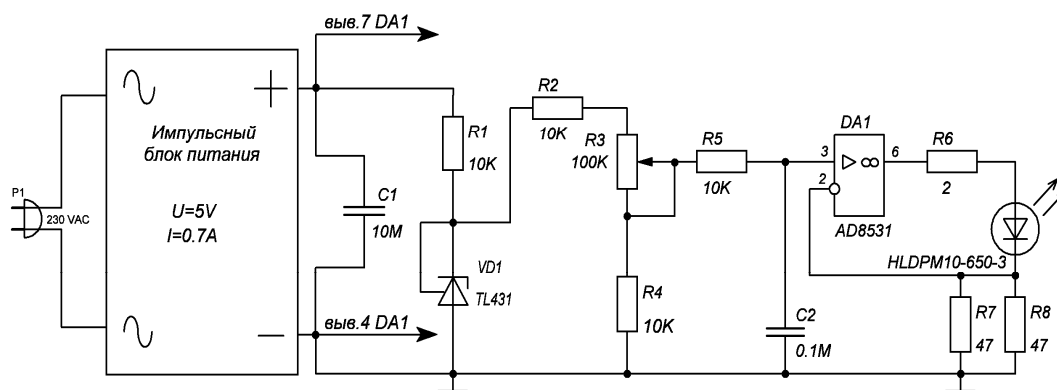 выв.7 DA1
Импульсный
блок питания
U=5V
I=0.7A
P1
230 VAC
C1
10M
R1
10K
VD1
TL431
выв.4 DA1
R2
10K
R3
100K
R4
10K
R5
10K
C2
0.1M
DA1
3
2
6
▷ ∞
AD8531
R6
2
HLDPM10-650-3
R7
47
R8
47